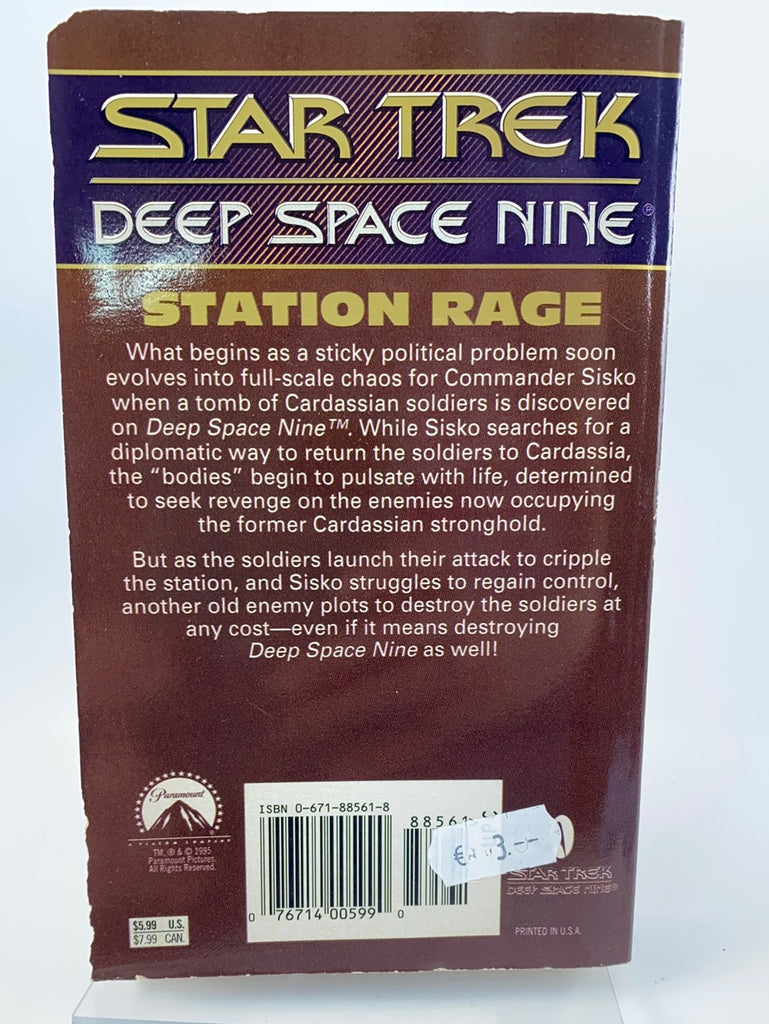 STAR TREK
DEEP SPACE NINE®
STATION RAGE
What begins as a sticky political problem soon
evolves into full-scale chaos for Commander Sisko
when a tomb of Cardassian soldiers is discovered
on Deep Space Nine™. While Sisko searches for a
diplomatic way to return the soldiers to Cardassia,
the “bodies” begin to pulsate with life, determined
to seek revenge on the enemies now occupying
the former Cardassian stronghold.
But as the soldiers launch their attack to cripple
the station, and Sisko struggles to regain control,
another old enemy plots to destroy the soldiers at
any cost—even if it means destroying
Deep Space Nine as well!
Paramount
A VIACOM COMPANY
TM, ® & © 1995
Paramount Pictures.
All Rights Reserved.
$5.99 U.S.
$7.99 CAN.
ISBN 0-671-88561-8
88561
0 76714 00599 0
€ 3.
STAR TREK
DEEP SPACE NINE®
PRINTED IN U.S.A.